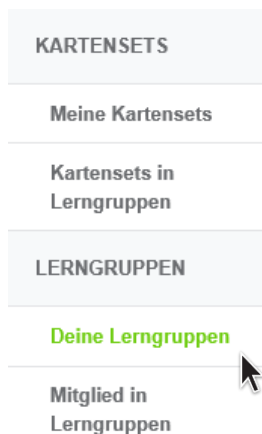 KARTENSETS
Meine Kartensets
Kartensets in
Lerngruppen
LERNGRUPPEN
Deine Lerngruppen
Mitglied in
Lerngruppen